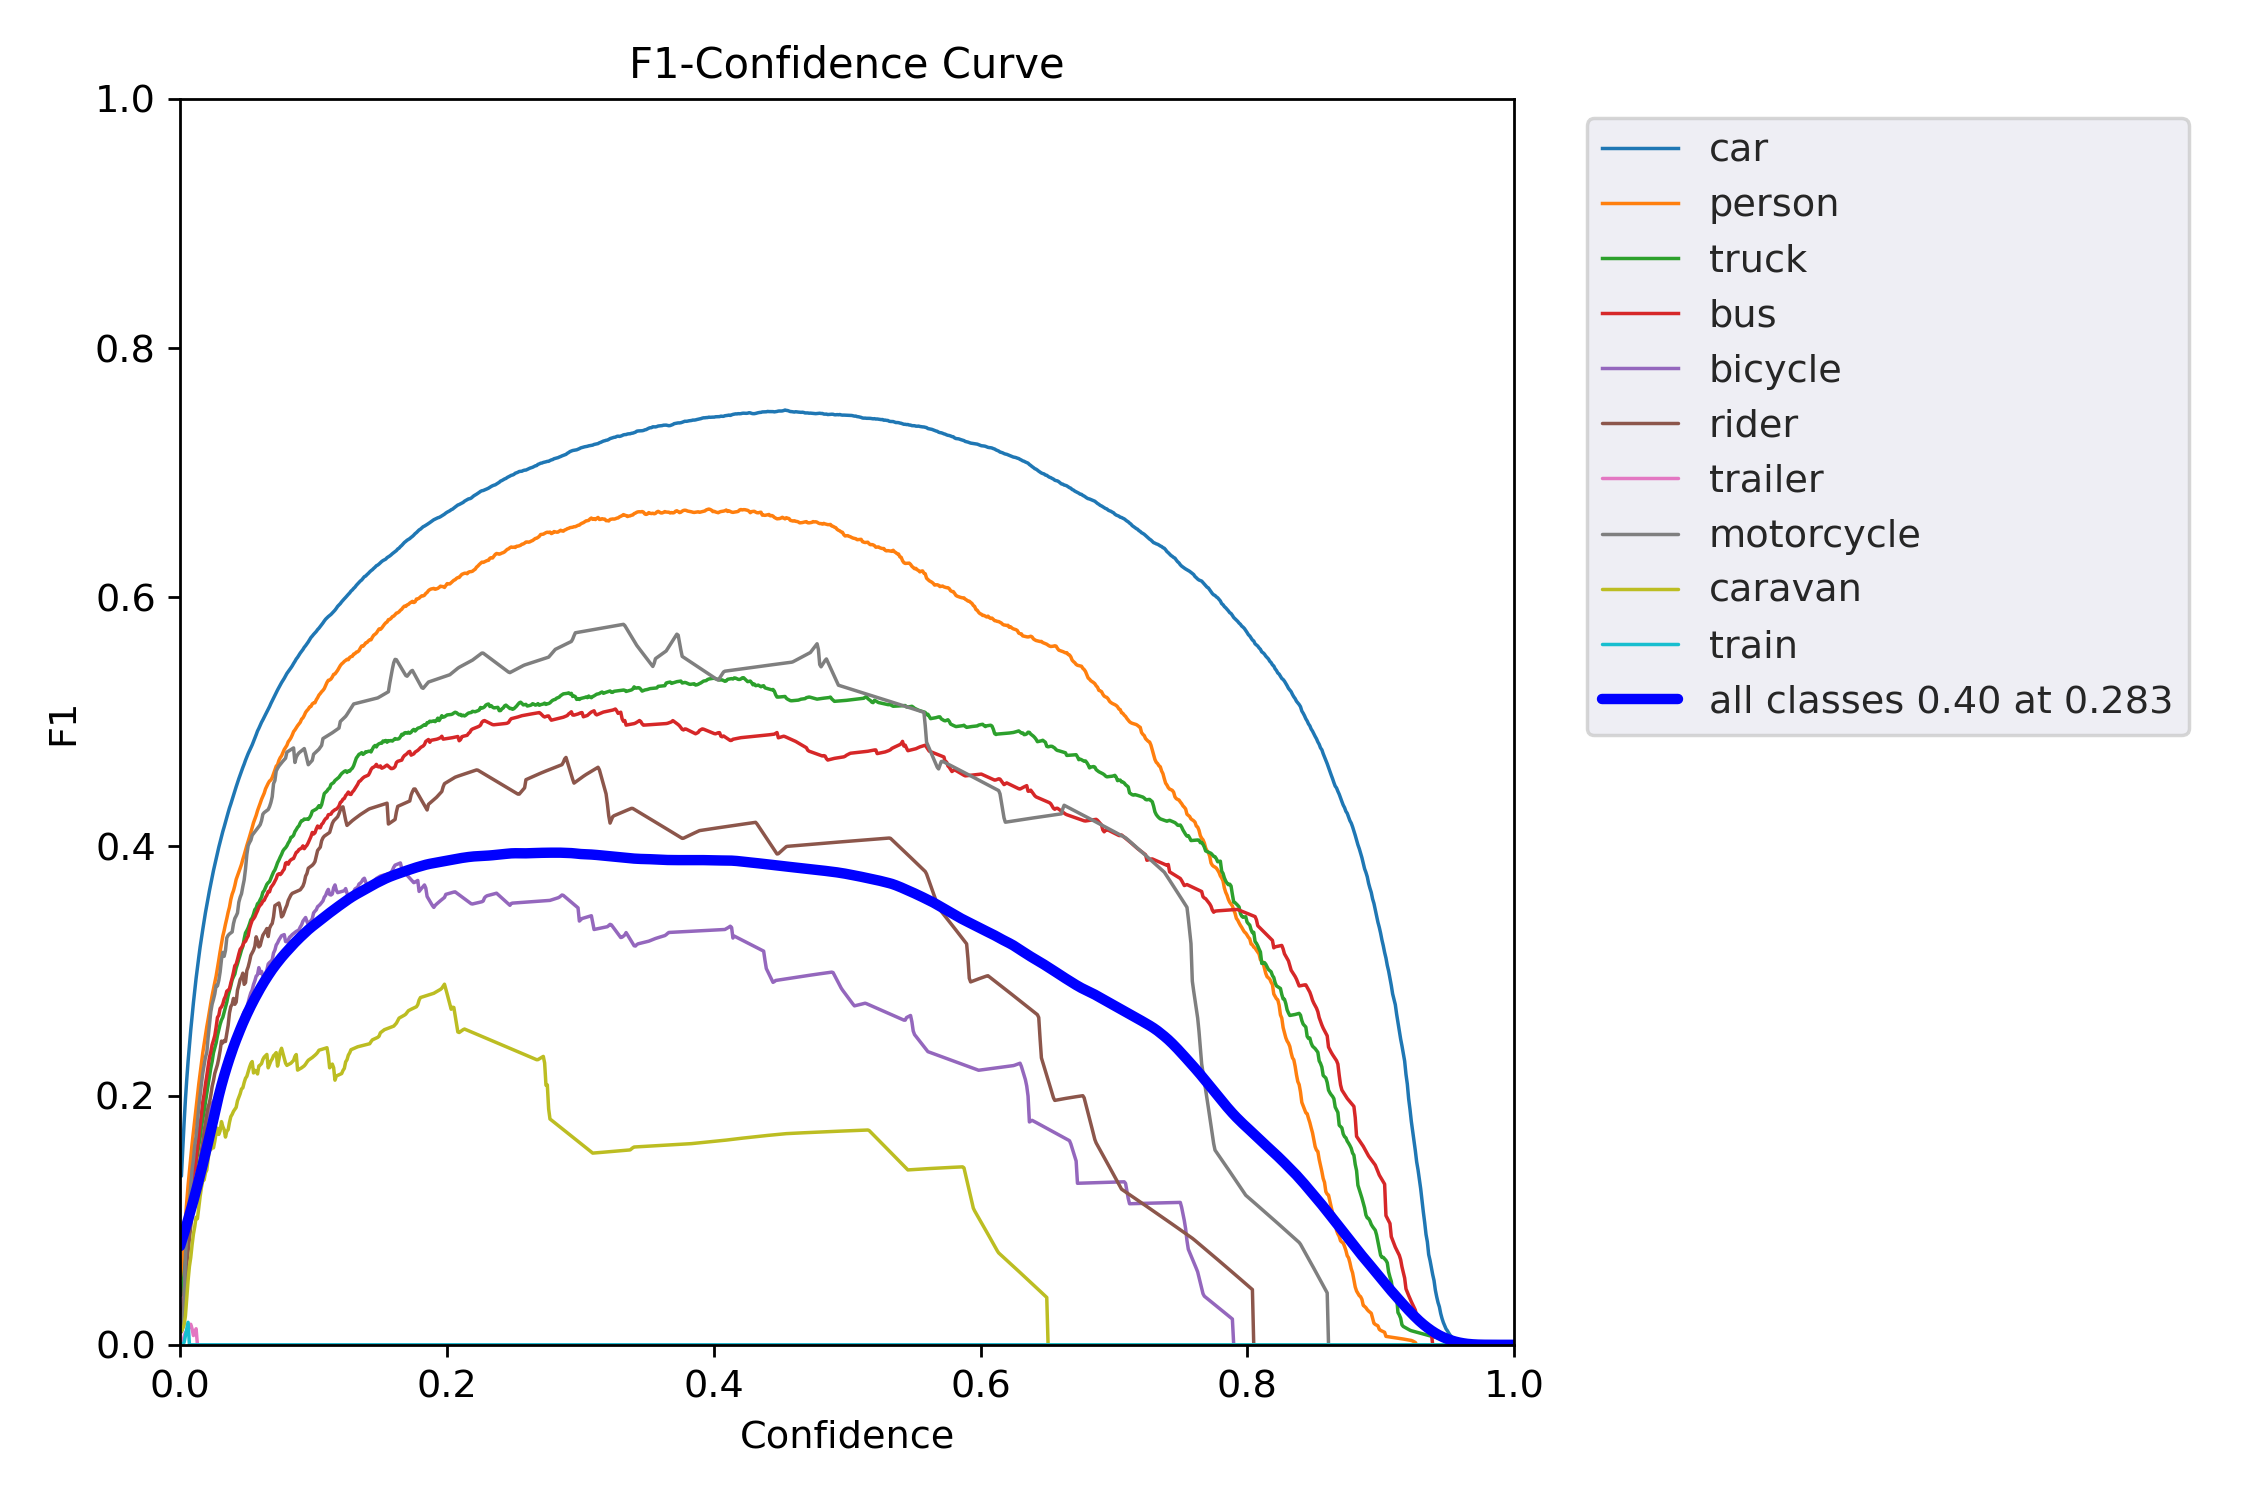 F1-Confidence Curve
1.0
0.8
0.6
0.4
0.2
0.0
F1
0.0 0.2 0.4 0.6 0.8 1.0
Confidence
car
person
truck
bus
bicycle
rider
trailer
motorcycle
caravan
train
all classes 0.40 at 0.283